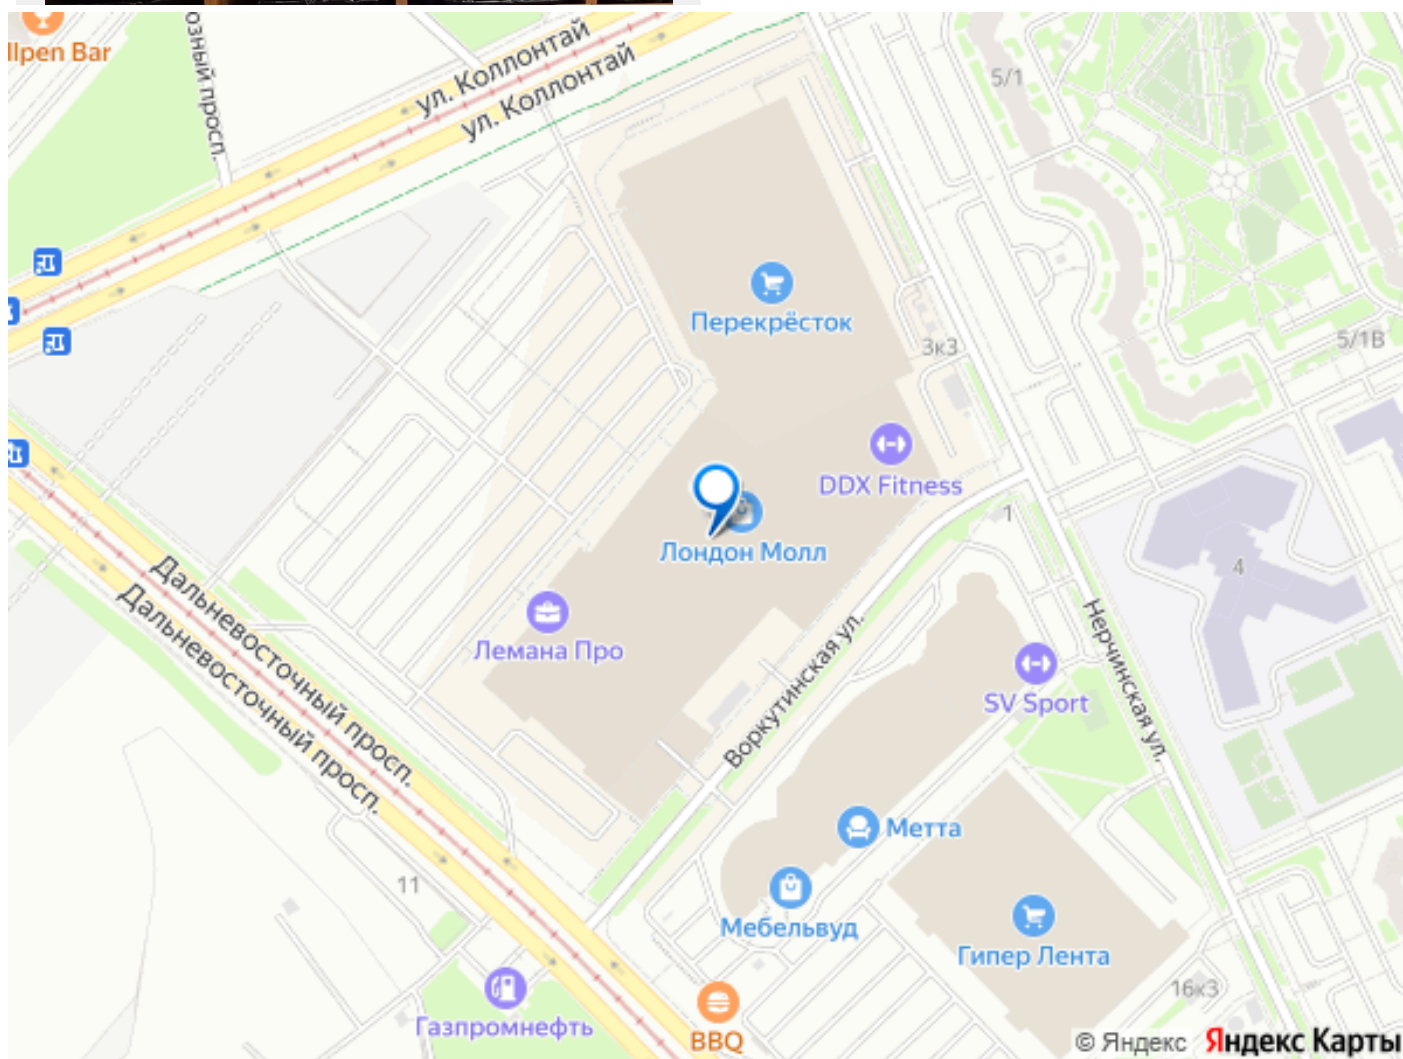 llpen Bar
озный просп.
ул. Коллонтай
ул. Коллонтай
5/1
Перекрёсток
3к3
5/1В
DDX Fitness
1
Лондон Молл
4
Лемана Про
Дальневосточный просп.
Дальневосточный просп.
Воркутинская ул.
Нерчинская ул.
SV Sport
Метта
11
Мебельвуд
Гипер Лента
16к3
Газпромнефть
BBQ
© Яндекс Яндекс Карты